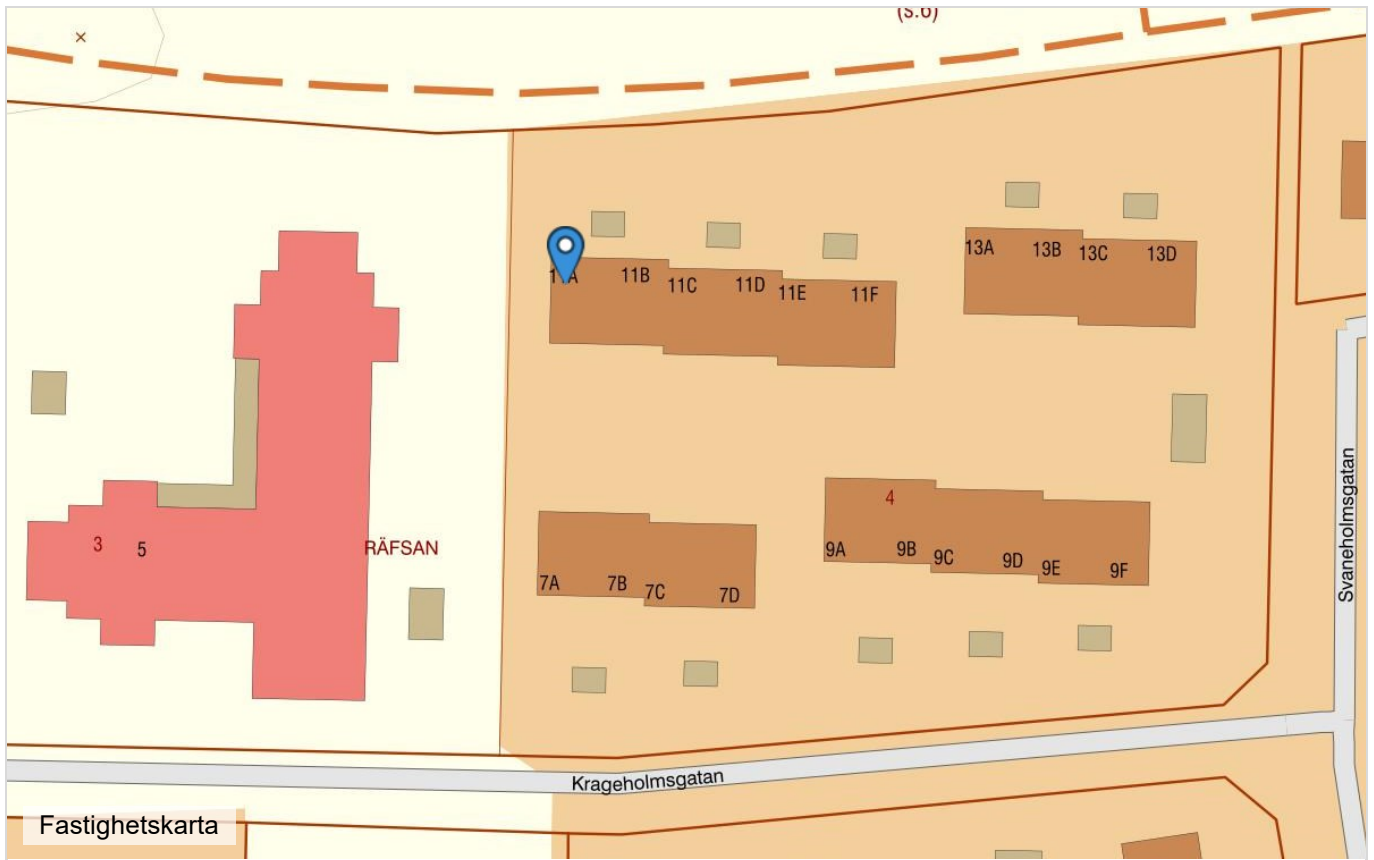 (s.6)
13A 13B 13C 13D
11A 11B 11C 11D 11E 11F
4
3 5 RÄFSAN
9A 9B 9C 9D 9E 9F
7A 7B 7C 7D
Svaneholmsgatan
Krageholmsgatan
Fastighetskarta